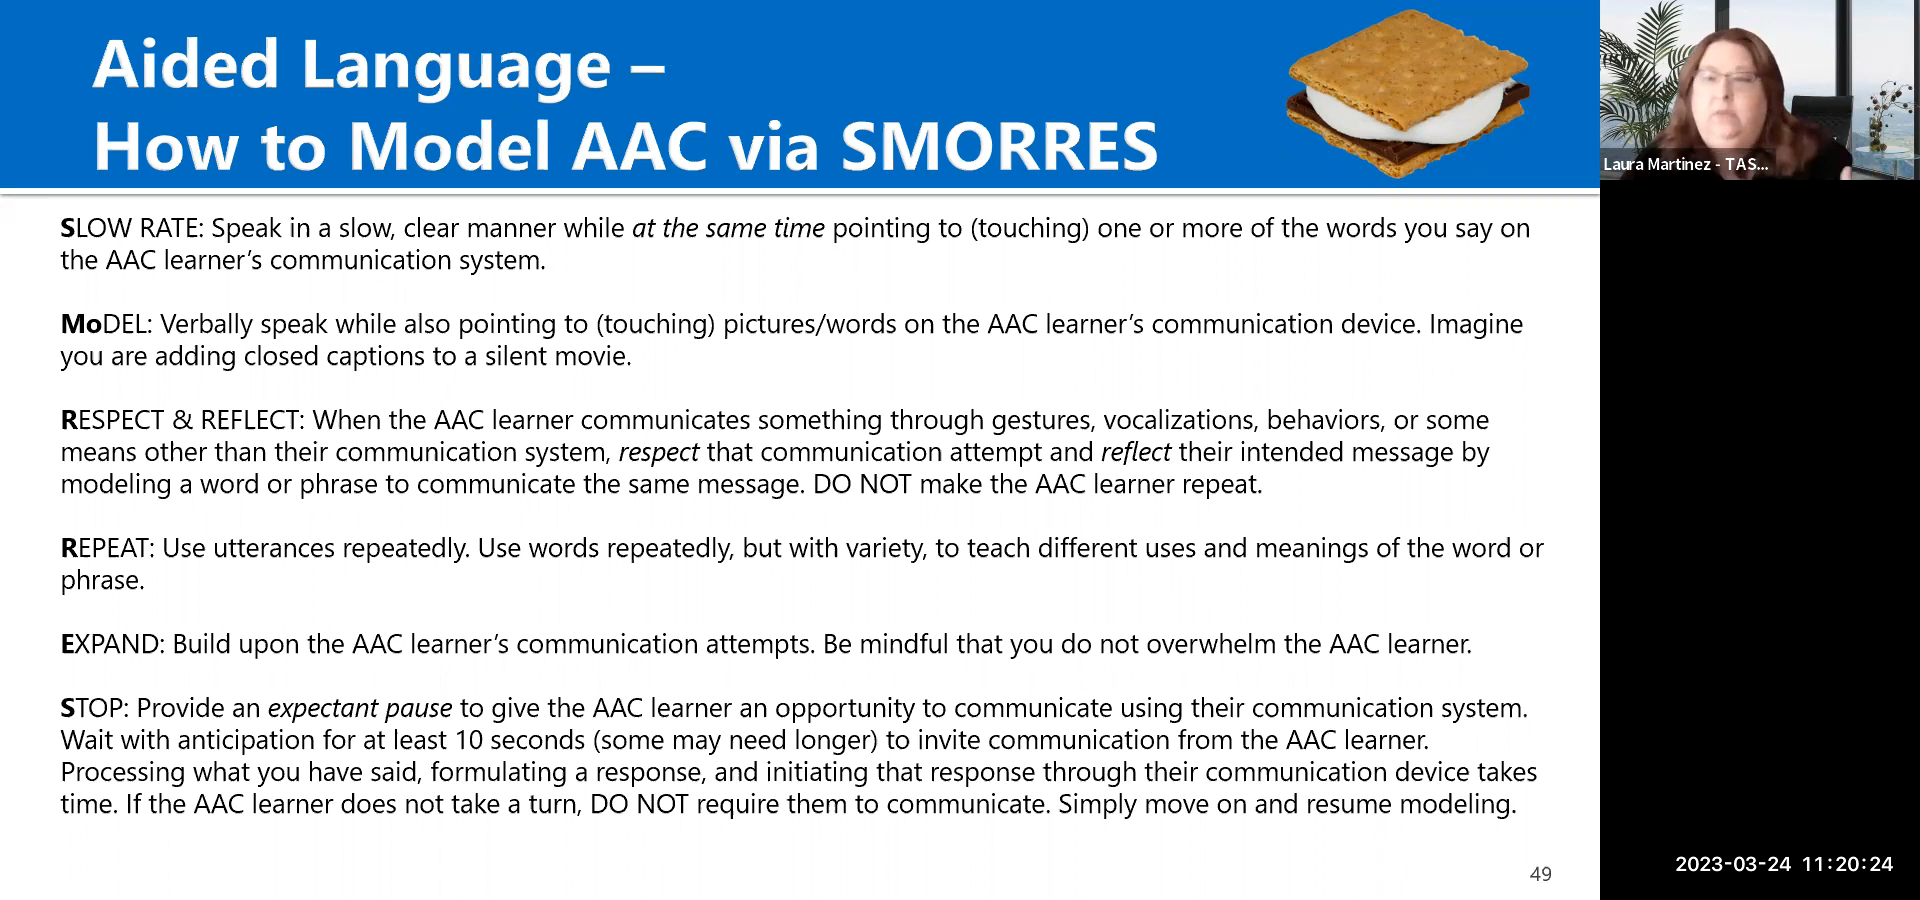 Aided Language –
How to Model AAC via SMORRES
Laura Martinez - TAS...
SLOW RATE: Speak in a slow, clear manner while at the same time pointing to (touching) one or more of the words you say on
the AAC learner’s communication system.
MoDEL: Verbally speak while also pointing to (touching) pictures/words on the AAC learner’s communication device. Imagine
you are adding closed captions to a silent movie.
RESPECT & REFLECT: When the AAC learner communicates something through gestures, vocalizations, behaviors, or some
means other than their communication system, respect that communication attempt and reflect their intended message by
modeling a word or phrase to communicate the same message. DO NOT make the AAC learner repeat.
REPEAT: Use utterances repeatedly. Use words repeatedly, but with variety, to teach different uses and meanings of the word or
phrase.
EXPAND: Build upon the AAC learner’s communication attempts. Be mindful that you do not overwhelm the AAC learner.
STOP: Provide an expectant pause to give the AAC learner an opportunity to communicate using their communication system.
Wait with anticipation for at least 10 seconds (some may need longer) to invite communication from the AAC learner.
Processing what you have said, formulating a response, and initiating that response through their communication device takes
time. If the AAC learner does not take a turn, DO NOT require them to communicate. Simply move on and resume modeling.
49
2023-03-24 11:20:24